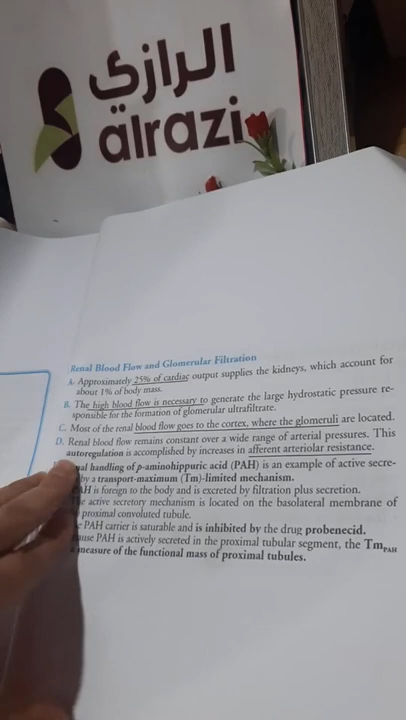 الرازي
alrazi
Renal Blood Flow and Glomerular Filtration
A. Approximately 25% of cardiac output supplies the kidneys, which account for
about 1% of body mass.
B. The high blood flow is necessary to generate the large hydrostatic pressure re-
sponsible for the formation of glomerular ultrafiltrate.
C. Most of the renal blood flow goes to the cortex, where the glomeruli are located.
D. Renal blood flow remains constant over a wide range of arterial pressures. This
autoregulation is accomplished by increases in afferent arteriolar resistance.
handling of p-aminohippuric acid (PAH) is an example of active secre-
by a transport-maximum (Tm)-limited mechanism.
PAH is foreign to the body and is excreted by filtration plus secretion.
active secretory mechanism is located on the basolateral membrane of
proximal convoluted tubule.
PAH carrier is saturable and is inhibited by the drug probenecid.
PAH is actively secreted in the proximal tubular segment, the TmPAH
measure of the functional mass of proximal tubules.